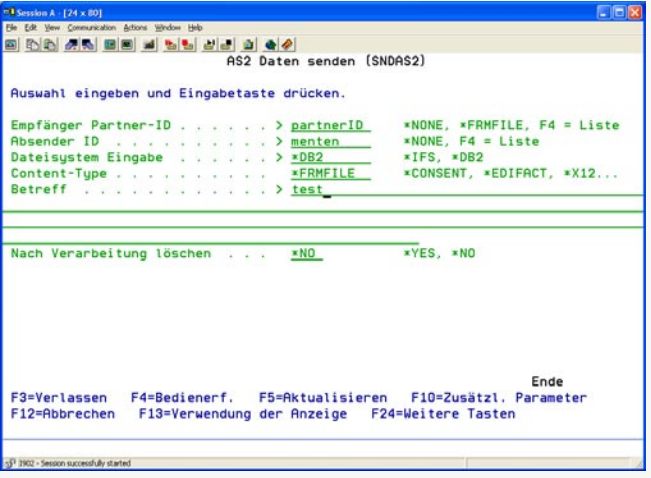 Session A - [24 x 80]
File Edit View Communication Actions Window Help
AS2 Daten senden (SNDAS2)
Auswahl eingeben und Eingabetaste drücken.
Empfänger Partner-ID . . . . . . > partnerID *NONE, *FRMFILE, F4 = Liste
Absender ID . . . . . . . . . . > menten *NONE, F4 = Liste
Dateisystem Eingabe . . . . . . > *DB2 *IFS, *DB2
Content-Type . . . . . . . . . . *FRMFILE *CONSENT, *EDIFACT, *X12...
Betreff . . . . . . . . . . . . > test
Nach Verarbeitung löschen . . . *NO *YES, *NO
Ende
F3=Verlassen F4=Bedienerf. F5=Aktualisieren F10=Zusätzl. Parameter
F12=Abbrechen F13=Verwendung der Anzeige F24=Weitere Tasten
I902 - Session successfully started